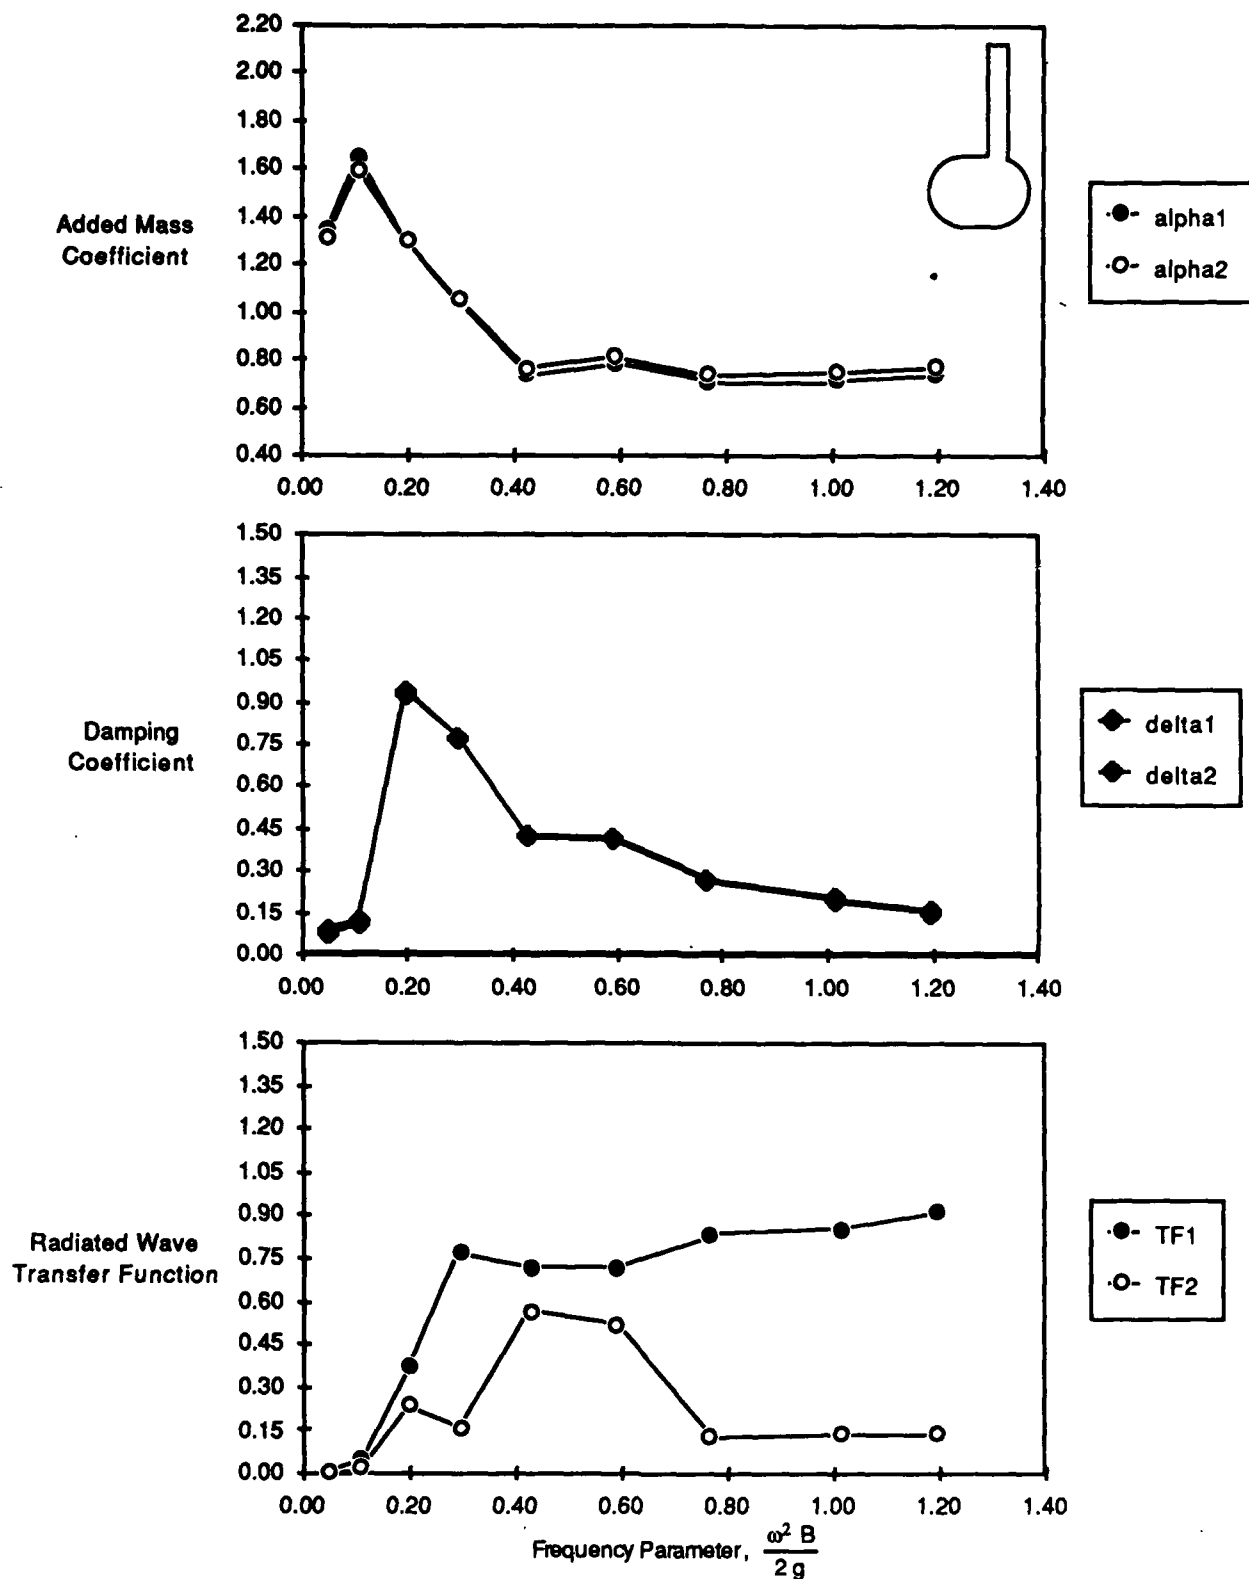 2.20
2.00
1.80
1.60
1.40
1.20
1.00
0.80
0.60
0.40
Added Mass
Coefficient
0.00 0.20 0.40 0.60 0.80 1.00 1.20 1.40
alpha1
alpha2
1.50
1.35
1.20
1.05
0.90
0.75
0.60
0.45
0.30
0.15
0.00
Damping
Coefficient
0.00 0.20 0.40 0.60 0.80 1.00 1.20 1.40
delta1
delta2
1.50
1.35
1.20
1.05
0.90
0.75
0.60
0.45
0.30
0.15
0.00
Radiated Wave
Transfer Function
0.00 0.20 0.40 0.60 0.80 1.00 1.20 1.40
TF1
TF2
Frequency Parameter, ω² B
2 g